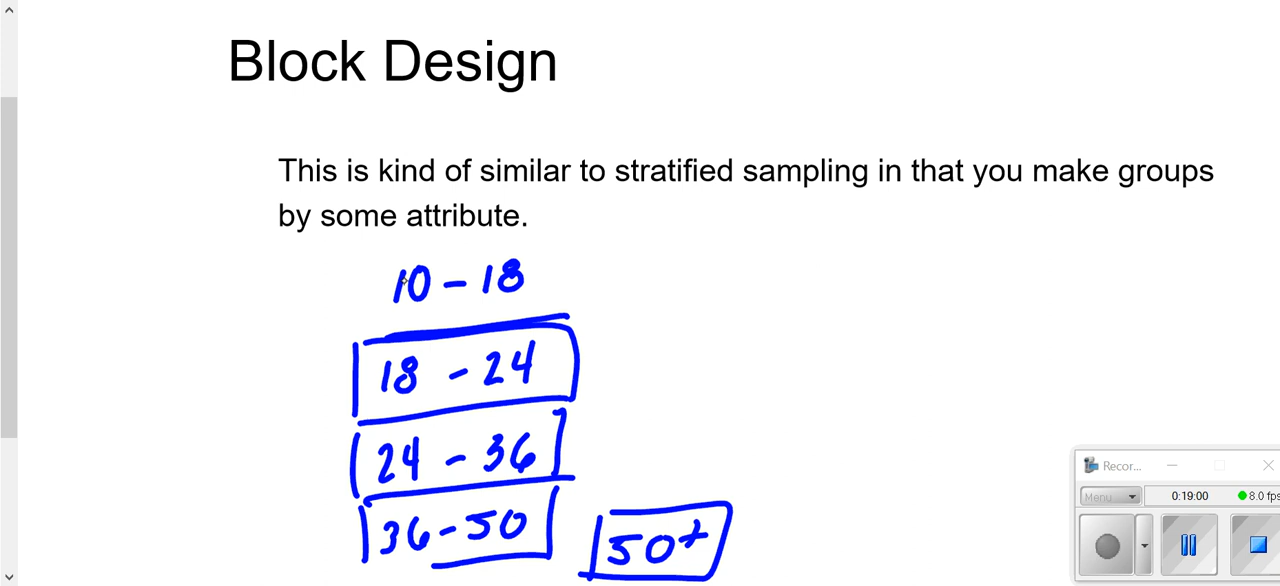 Block Design
This is kind of similar to stratified sampling in that you make groups
by some attribute.
10 - 18
18 - 24
24 - 36
36 - 50
50+
Recor...
Menu
0:19:00
8.0 fps